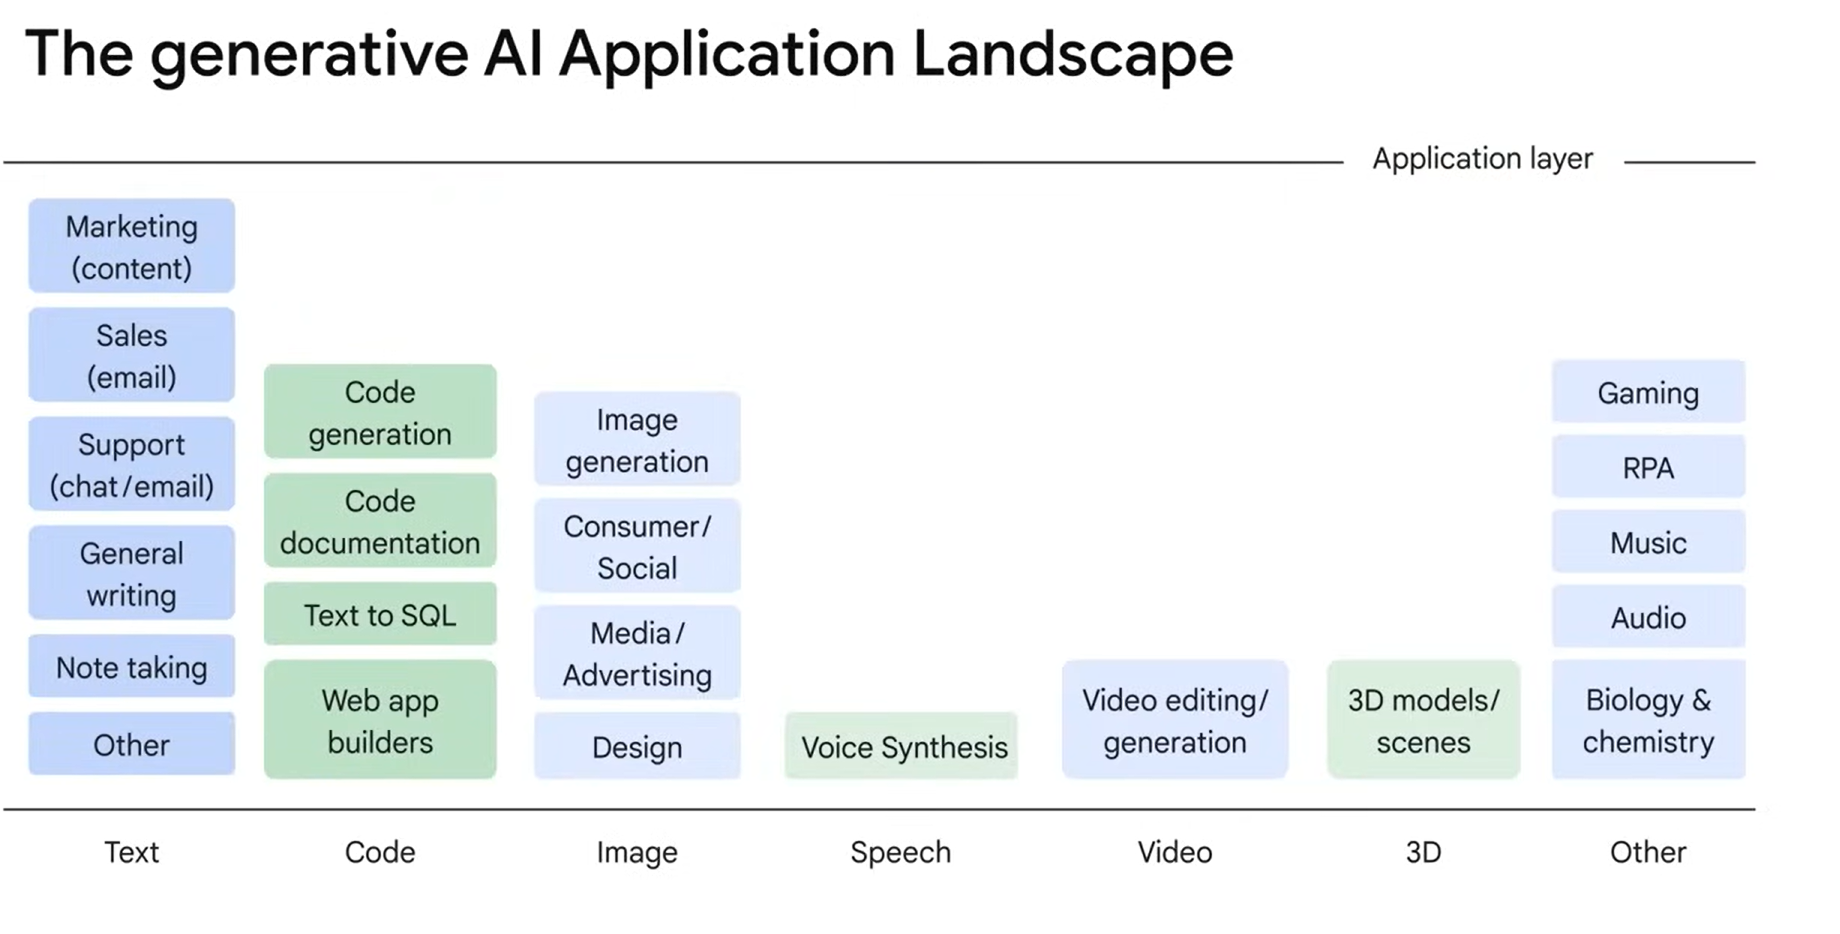 The generative AI Application Landscape
Application layer
Marketing
(content)
Sales
(email)
Support
(chat/email)
General
writing
Note taking
Other
Code
generation
Code
documentation
Text to SQL
Web app
builders
Image
generation
Consumer/
Social
Media/
Advertising
Design
Voice Synthesis
Video editing/
generation
3D models/
scenes
Gaming
RPA
Music
Audio
Biology &
chemistry
Text
Code
Image
Speech
Video
3D
Other